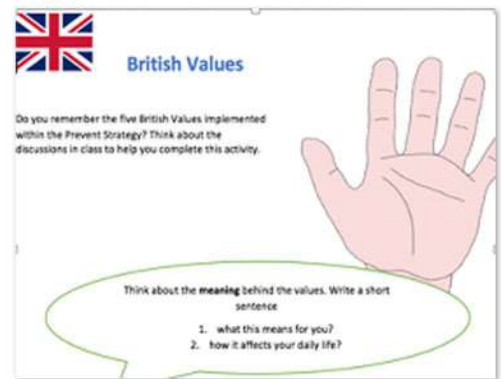 British Values
Do you remember the five British Values implemented
within the Prevent Strategy? Think about the
discussions in class to help you complete this activity.
Think about the meaning behind the values. Write a short
sentence
1. what this means for you?
2. how it affects your daily life?